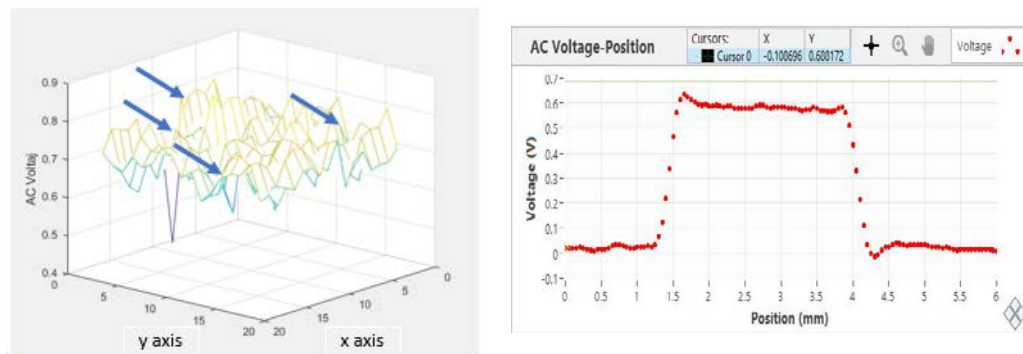 0.9
0.8
0.7
0.6
0.5
0.4
AC Voltaj
0
5
10
15
20
y axis
20
15
10
5
0
x axis
AC Voltage-Position
Cursors: X Y
Cursor 0 -0.108696 0.688172
Voltage
0.7
0.6
0.5
0.4
0.3
0.2
0.1
0
-0.1
Voltage (V)
0 0.5 1 1.5 2 2.5 3 3.5 4 4.5 5 5.5 6
Position (mm)